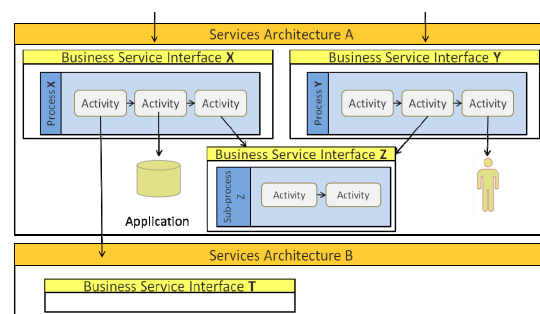 Services Architecture A
Business Service Interface X
Business Service Interface Y
Process X
Activity
Activity
Activity
Process Y
Activity
Activity
Activity
Business Service Interface Z
Sub-process
Z
Activity
Activity
Application
Services Architecture B
Business Service Interface T